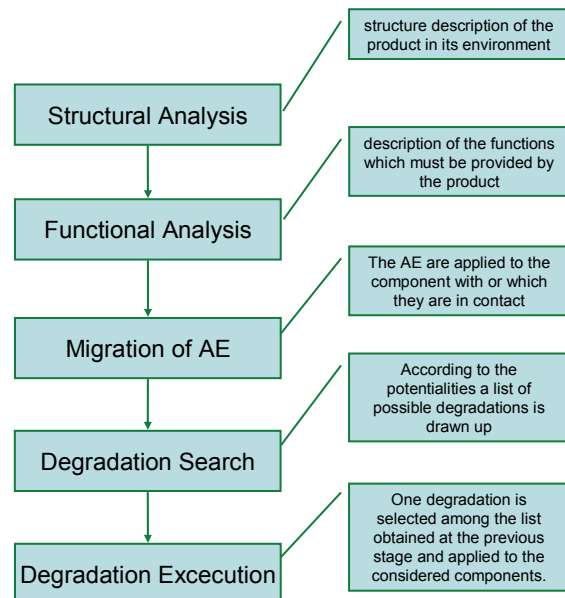 structure description of the
product in its environment
Structural Analysis
description of the functions
which must be provided by
the product
Functional Analysis
The AE are applied to the
component with or which
they are in contact
Migration of AE
According to the
potentialities a list of
possible degradations is
drawn up
Degradation Search
One degradation is
selected among the list
obtained at the previous
stage and applied to the
considered components.
Degradation Excecution